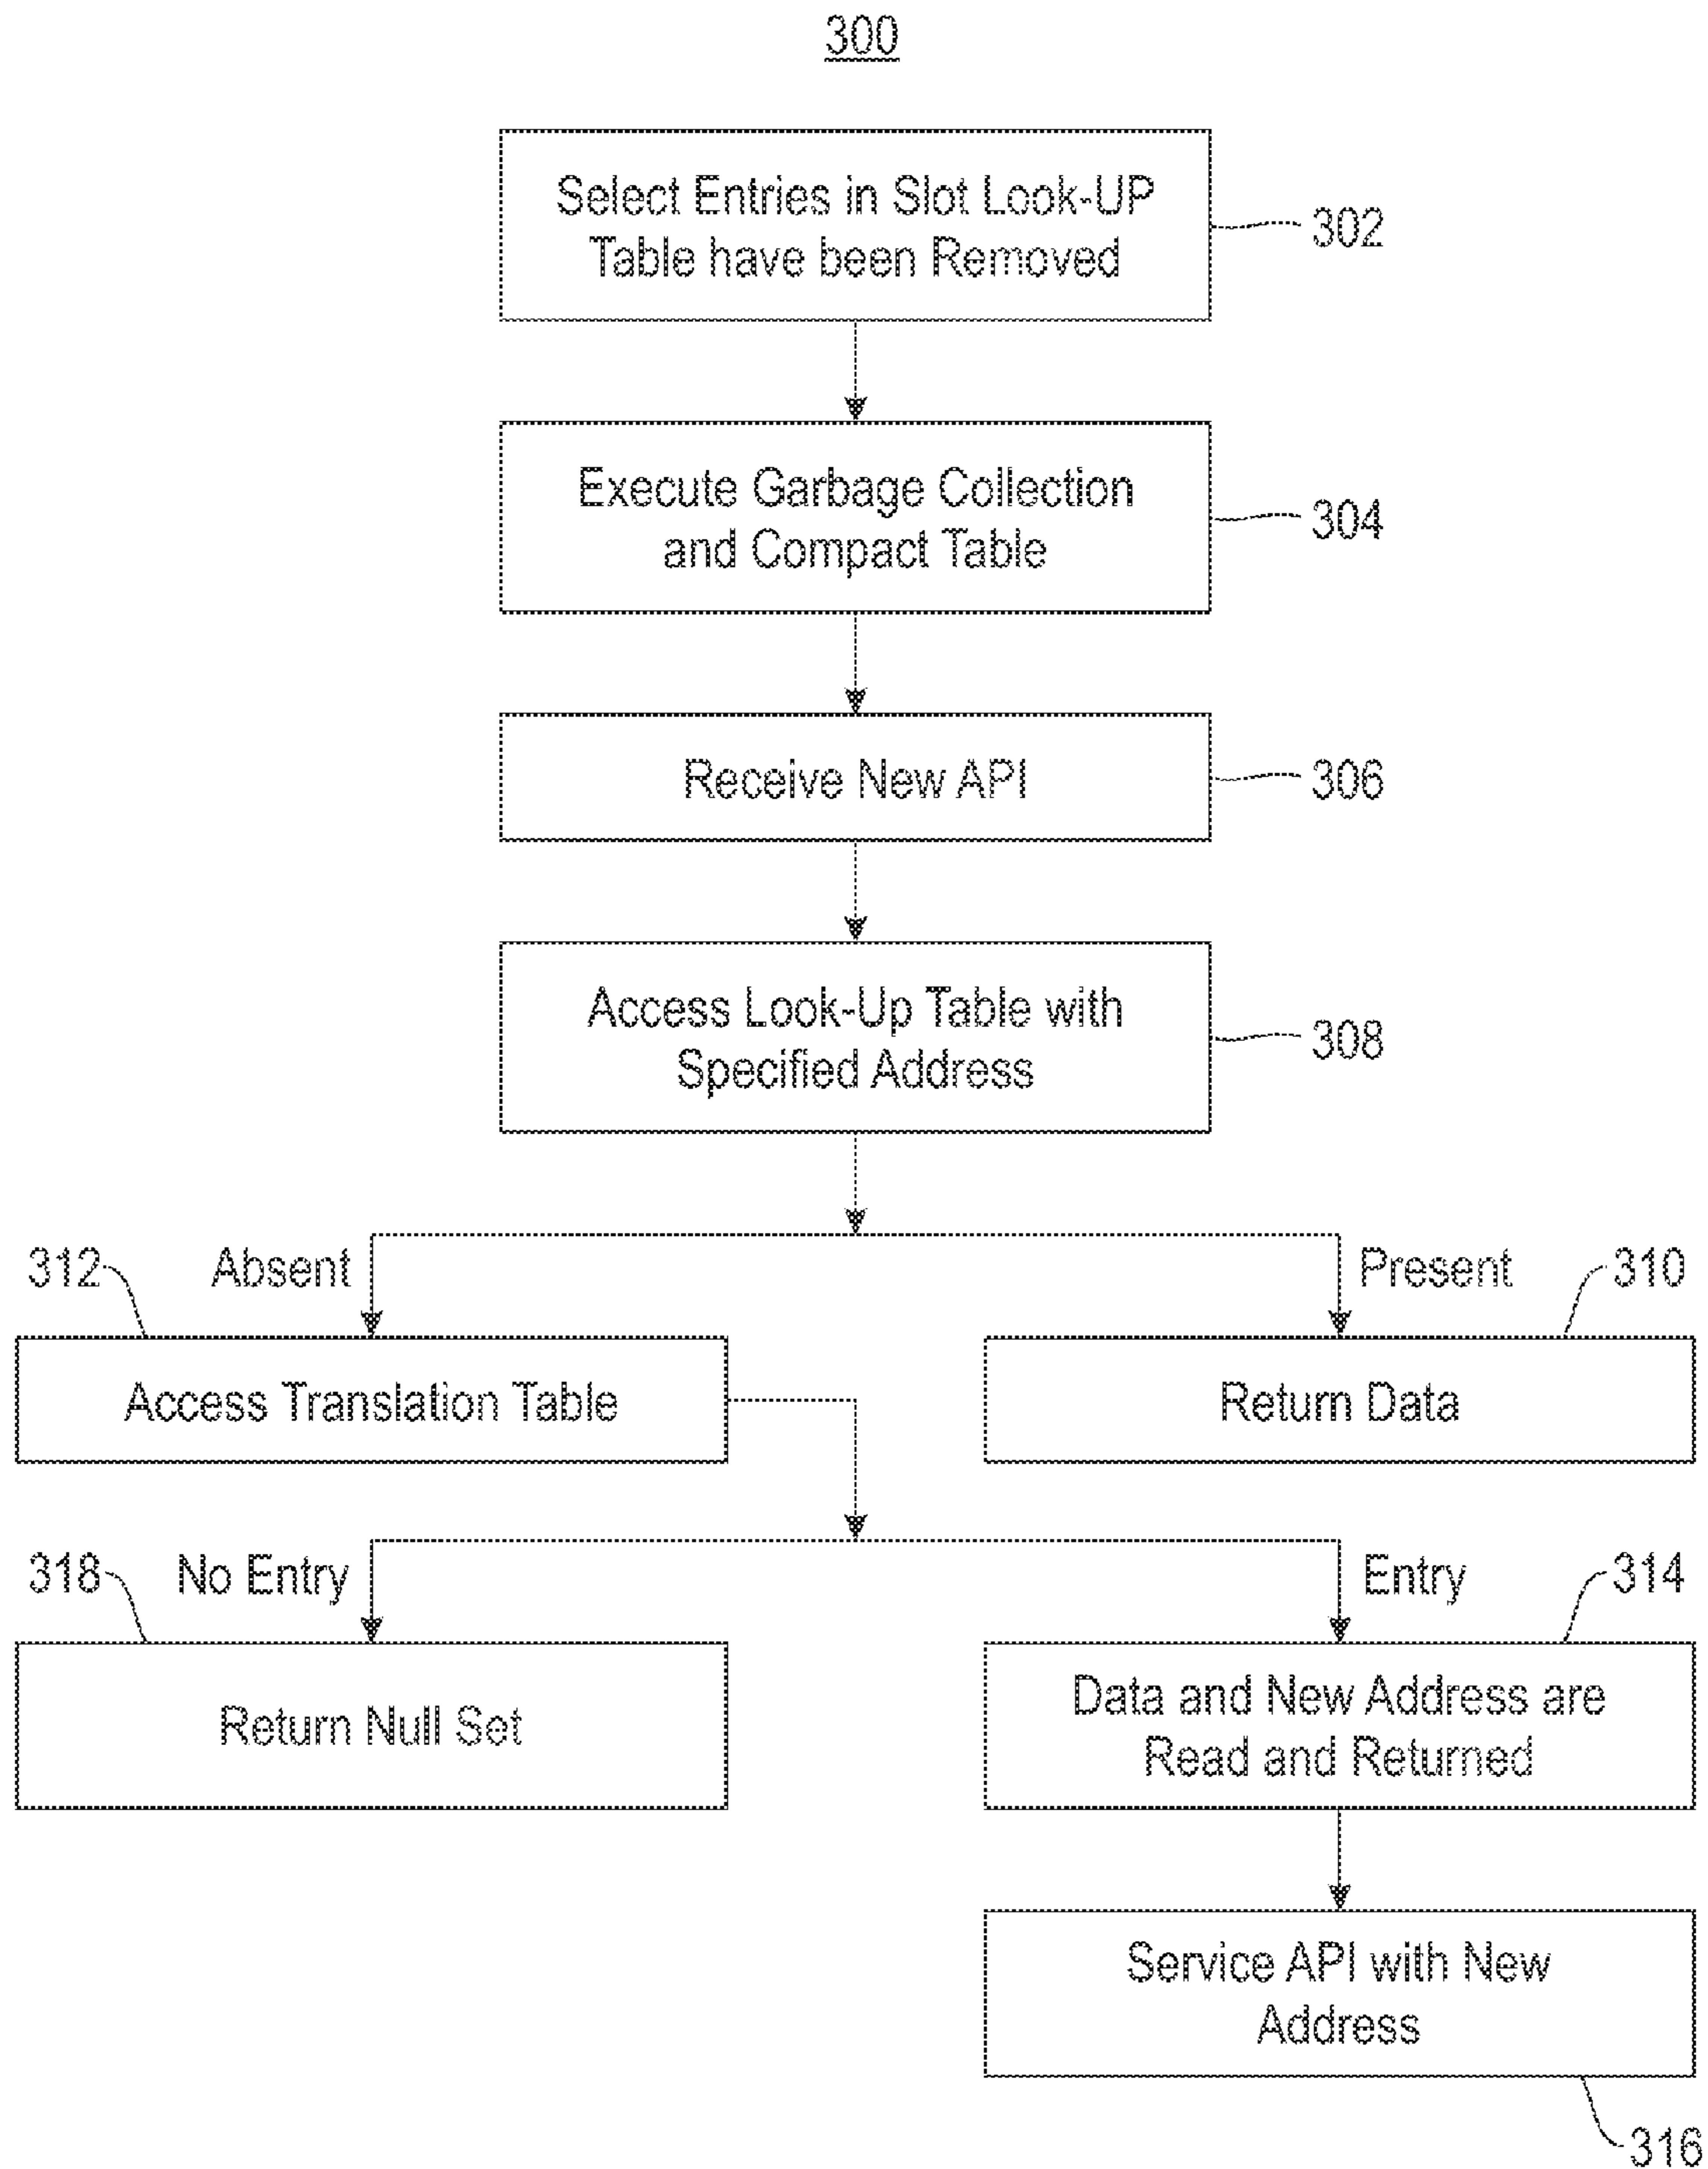 300
Select Entries in Slot Look-UP
Table have been Removed
302
Execute Garbage Collection
and Compact Table
304
Receive New API
306
Access Look-Up Table with
Specified Address
308
312
Absent
Present
310
Access Translation Table
Return Data
318
No Entry
Entry
314
Return Null Set
Data and New Address are
Read and Returned
Service API with New
Address
316